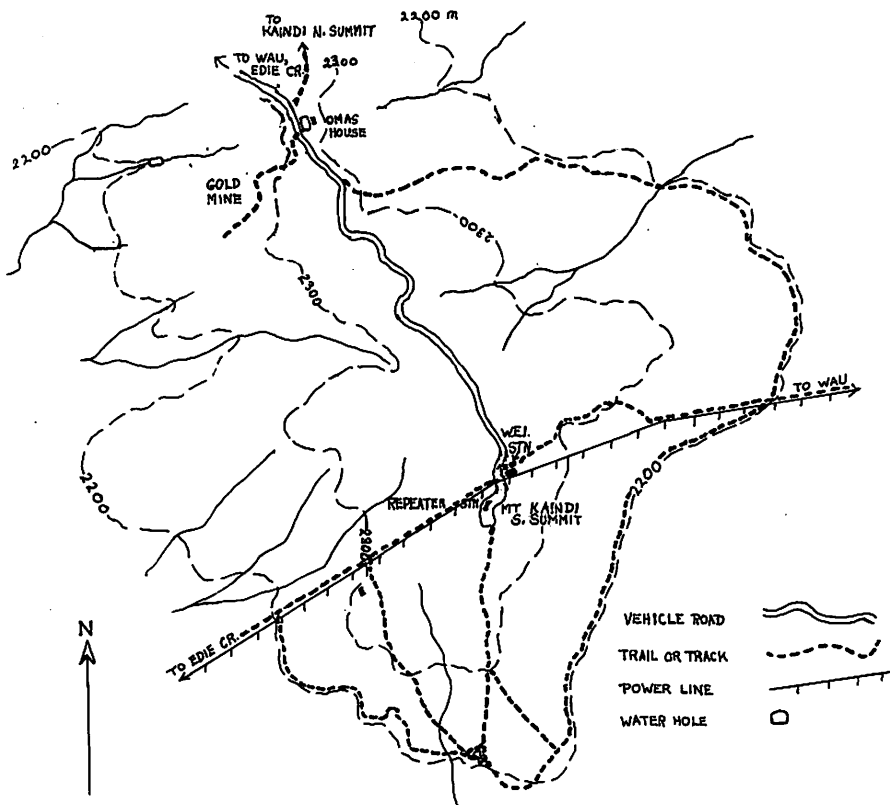 TO
KAINDI N. SUMMIT
2200 m
TO WAU,
EDIE CR.
2300
OMAS
HOUSE
2200
GOLD
MINE
2300
2300
TO WAU
W.E.I.
STN.
2200
2200
REPEATER STN.
MT KAINDI
S. SUMMIT
2300
N
TO EDIE CR.
VEHICLE ROAD
TRAIL OR TRACK
POWER LINE
WATER HOLE